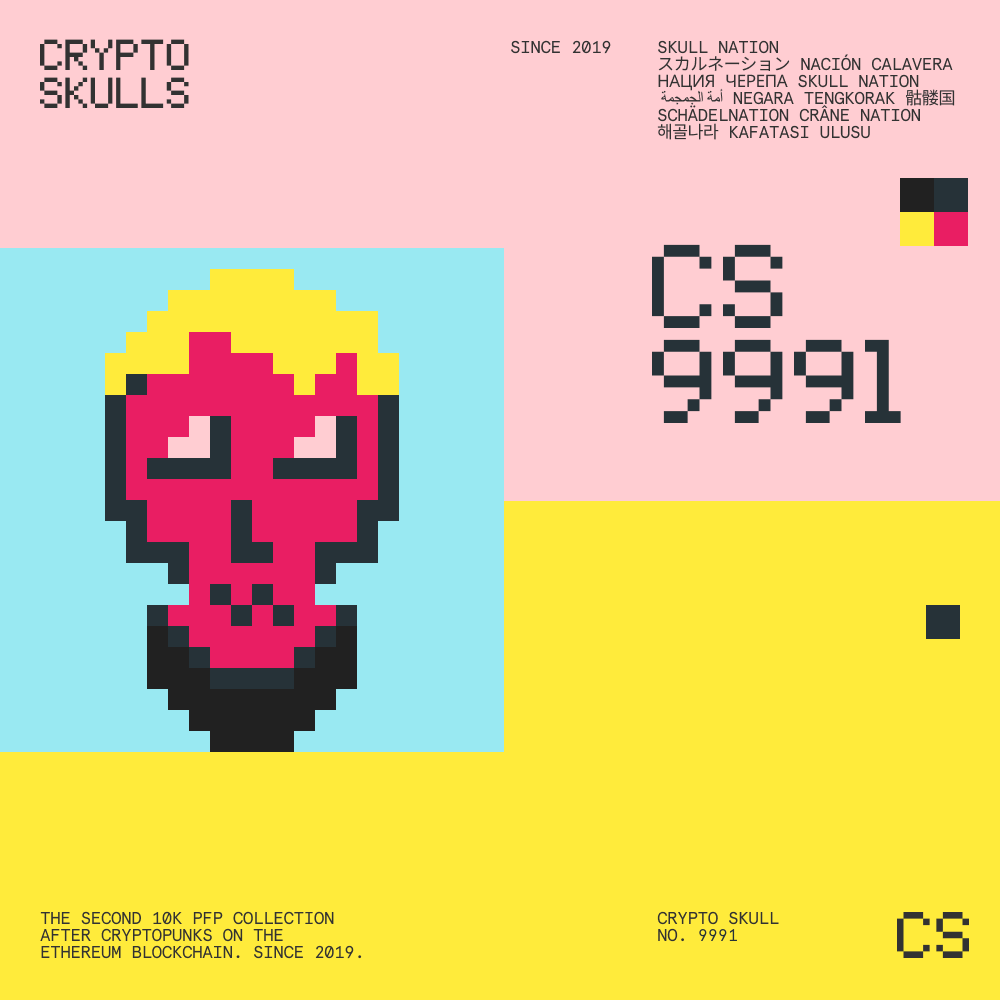 CRYPTO
SKULLS
SINCE 2019
SKULL NATION
スカルネーション NACIÓN CALAVERA
НАЦИЯ ЧЕРЕПА SKULL NATION
أمة الجمجمة NEGARA TENGKORAK 骷髅国
SCHÄDELNATION CRÂNE NATION
해골나라 KAFATASI ULUSU
CS
9991
THE SECOND 10K PFP COLLECTION
AFTER CRYPTOPUNKS ON THE
ETHEREUM BLOCKCHAIN. SINCE 2019.
CRYPTO SKULL
NO. 9991
CS